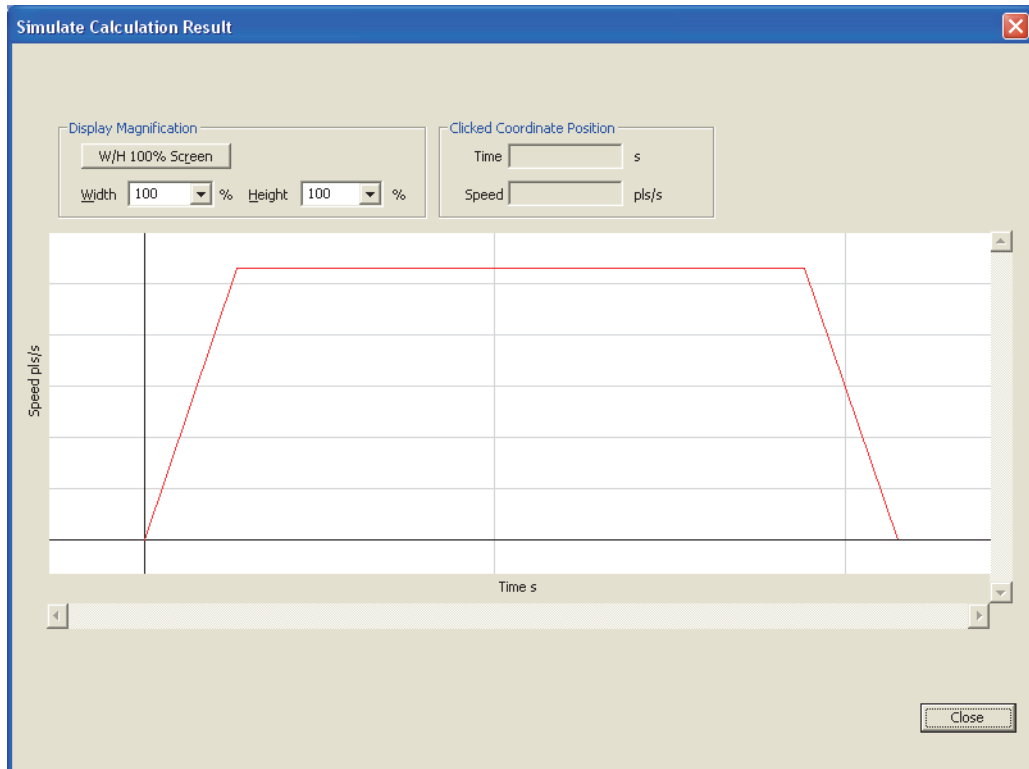 Simulate Calculation Result
Display Magnification
W/H 100% Screen
Width 100 % Height 100 %
Clicked Coordinate Position
Time s
Speed pls/s
Speed pls/s
Time s
Close